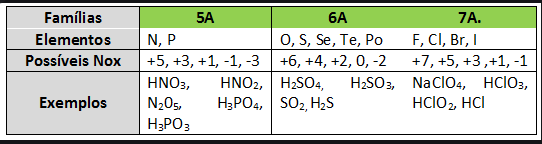 Famílias 5A 6A 7A.
Elementos N, P O, S, Se, Te, Po F, Cl, Br, I
Possíveis Nox +5, +3, +1, -1, -3 +6, +4, +2, 0, -2 +7, +5, +3 ,+1, -1
Exemplos
HNO₃, HNO₂,
N₂0₅, H₃PO₄,
H₃PO₃
H₂SO₄, H₂SO₃,
SO₂, H₂S
NaClO₄, HClO₃,
HClO₂, HCl